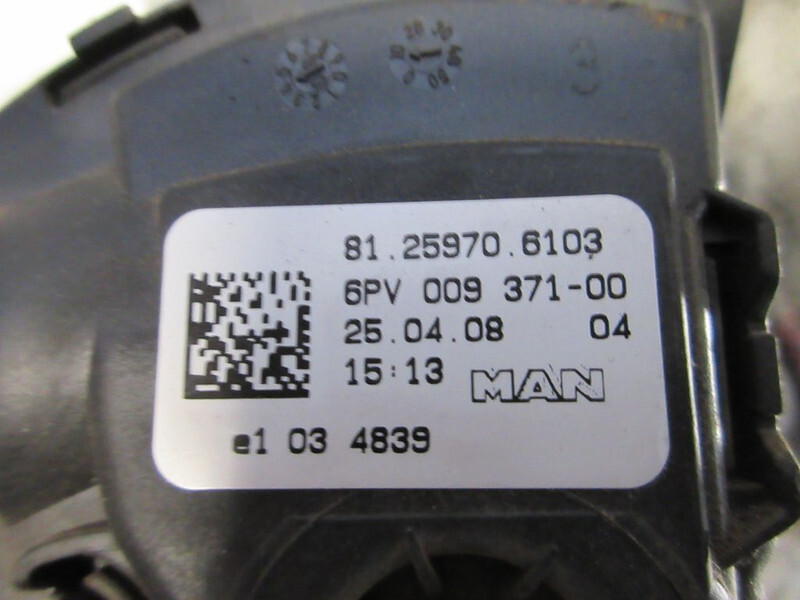 81.25970.6103
6PV 009 371-00
25.04.08 04
15:13 MAN
e1 03 4839